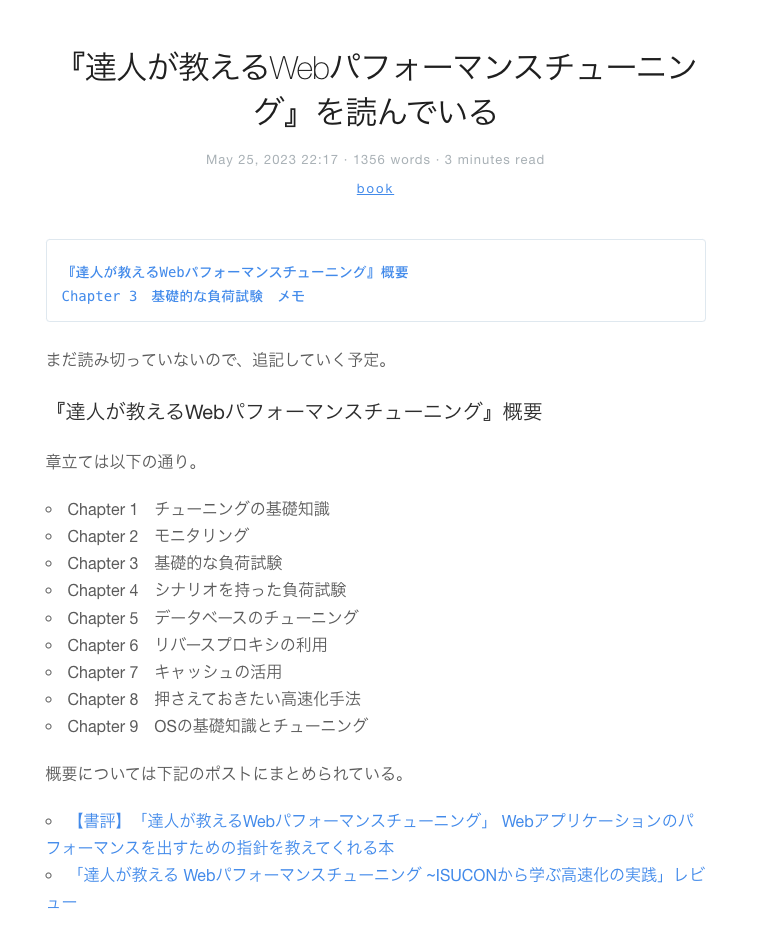 『達人が教えるWebパフォーマンスチューニン
グ』を読んでいる
May 25, 2023 22:17 · 1356 words · 3 minutes read
book
『達人が教えるWebパフォーマンスチューニング』概要
Chapter 3　基礎的な負荷試験　メモ
まだ読み切っていないので、追記していく予定。
『達人が教えるWebパフォーマンスチューニング』概要
章立ては以下の通り。
Chapter 1　チューニングの基礎知識
Chapter 2　モニタリング
Chapter 3　基礎的な負荷試験
Chapter 4　シナリオを持った負荷試験
Chapter 5　データベースのチューニング
Chapter 6　リバースプロキシの利用
Chapter 7　キャッシュの活用
Chapter 8　押さえておきたい高速化手法
Chapter 9　OSの基礎知識とチューニング
概要については下記のポストにまとめられている。
【書評】「達人が教えるWebパフォーマンスチューニング」 Webアプリケーションのパ
フォーマンスを出すための指針を教えてくれる本
「達人が教える Webパフォーマンスチューニング ~ISUCONから学ぶ高速化の実践」レビ
ュー